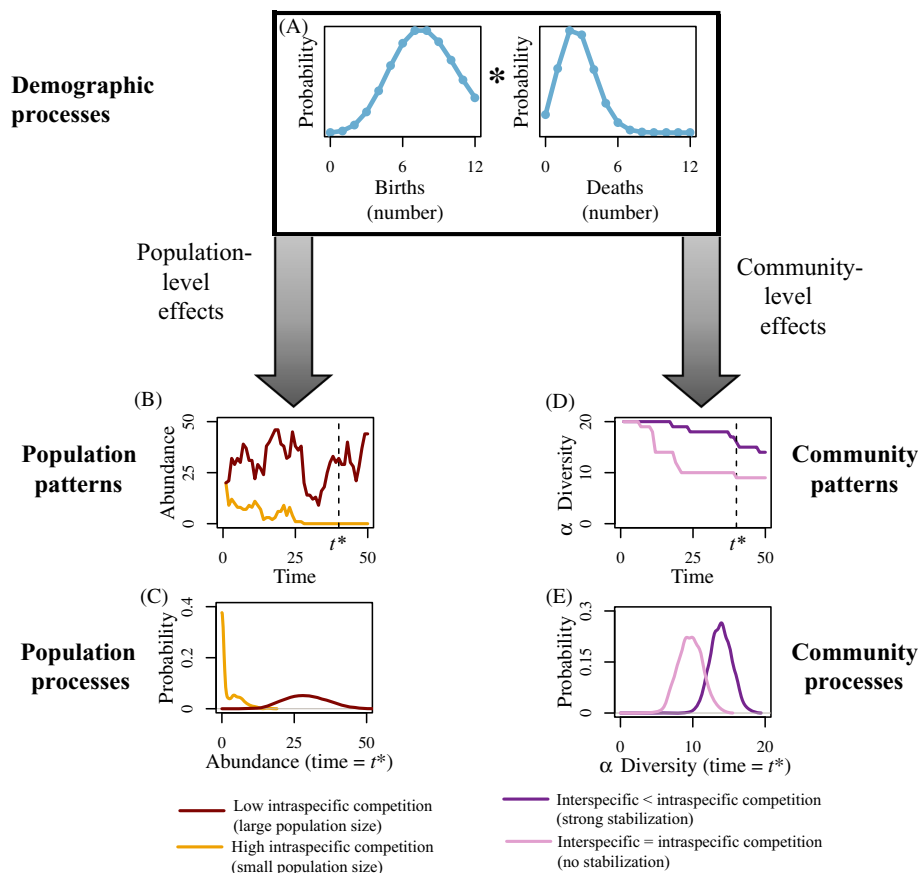 Demographic
processes
(A)
Probability
0 6 12
Births
(number)
*
Probability
0 6 12
Deaths
(number)
Population-
level
effects
Community-
level
effects
Population
patterns
(B)
Abundance
0 25 50
t*
0 25 50
Time
(D)
α Diversity
0 10 20
t*
0 25 50
Time
Community
patterns
Population
processes
(C)
Probability
0 0.2 0.4
0 25 50
Abundance (time = t*)
(E)
Probability
0 0.15 0.3
0 10 20
α Diversity (time = t*)
Community
processes
Low intraspecific competition
(large population size)
High intraspecific competition
(small population size)
Interspecific < intraspecific competition
(strong stabilization)
Interspecific = intraspecific competition
(no stabilization)